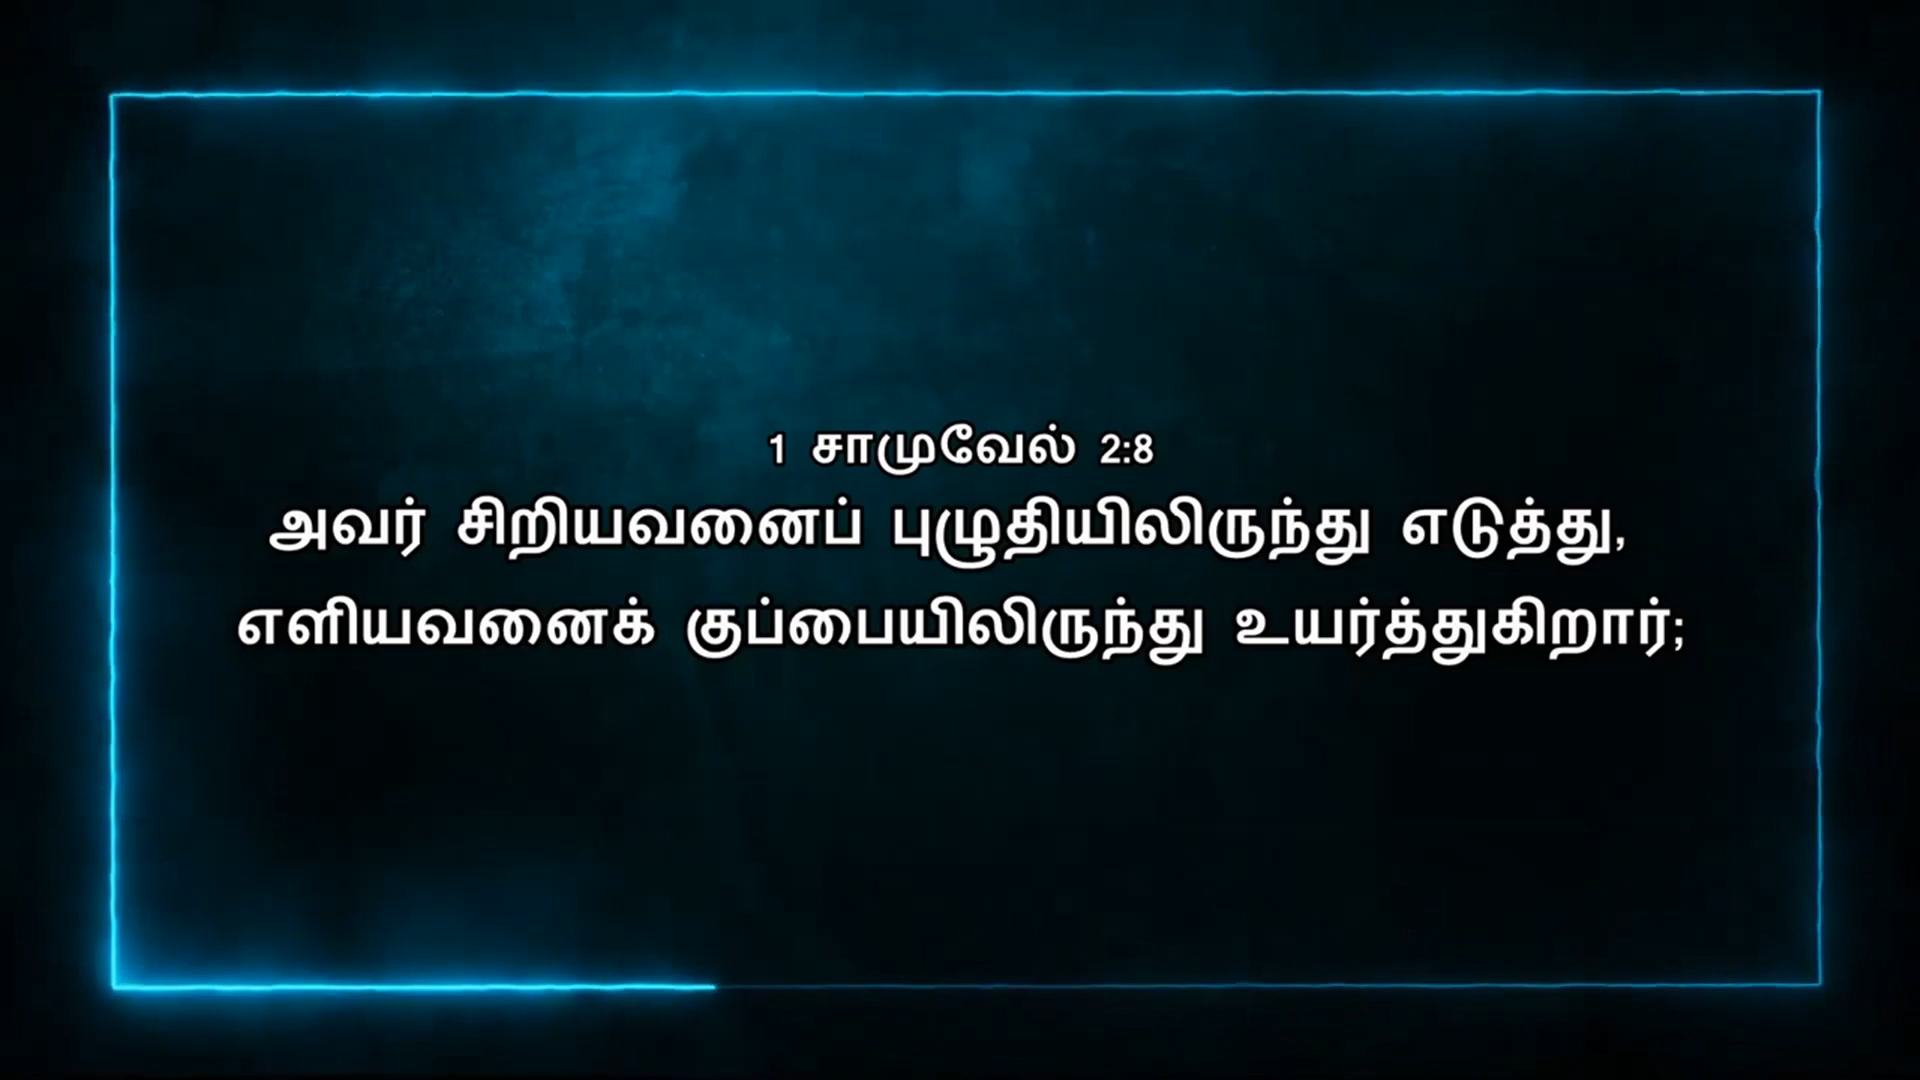 1 சாமுவேல் 2:8
அவர் சிறியவனைப் புழுதியிலிருந்து எடுத்து,
எளியவனைக் குப்பையிலிருந்து உயர்த்துகிறார்;